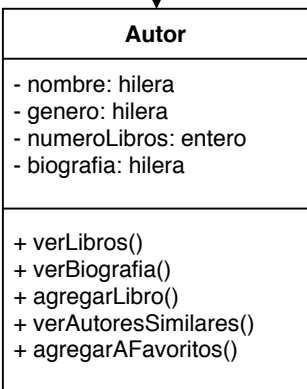 Autor
- nombre: hilera
- genero: hilera
- numeroLibros: entero
- biografia: hilera
+ verLibros()
+ verBiografia()
+ agregarLibro()
+ verAutoresSimilares()
+ agregarAFavoritos()